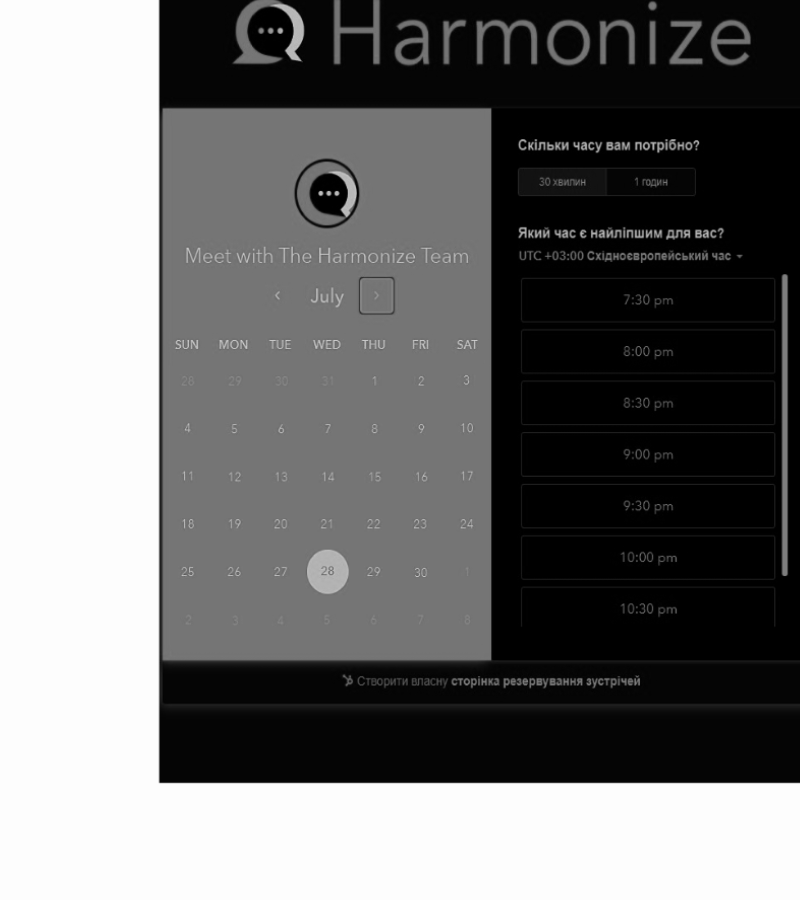 Harmonize
Meet with The Harmonize Team
July
SUN MON TUE WED THU FRI SAT
28 29 30 31 1 2 3
4 5 6 7 8 9 10
11 12 13 14 15 16 17
18 19 20 21 22 23 24
25 26 27 28 29 30 1
2 3 4 5 6 7 8
Скільки часу вам потрібно?
30 хвилин 1 годин
Який час є найліпшим для вас?
UTC +03:00 Східноєвропейський час
7:30 pm
8:00 pm
8:30 pm
9:00 pm
9:30 pm
10:00 pm
10:30 pm
Створити власну сторінка резервування зустрічей